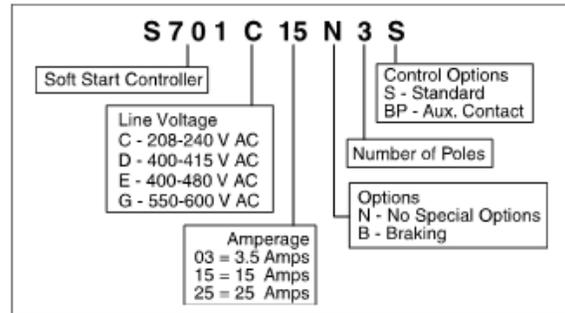 S701C15N3S
Soft Start Controller
Line Voltage
C - 208-240 V AC
D - 400-415 V AC
E - 400-480 V AC
G - 550-600 V AC
Amperage
03 = 3.5 Amps
15 = 15 Amps
25 = 25 Amps
Control Options
S - Standard
BP - Aux. Contact
Number of Poles
Options
N - No Special Options
B - Braking